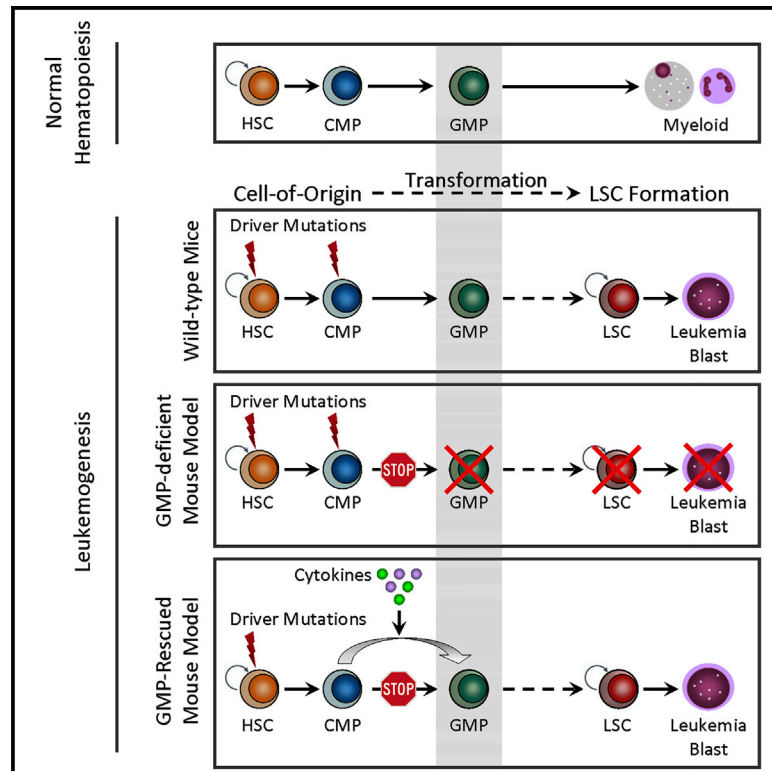 Normal
Hematopoiesis
HSC
CMP
GMP
Myeloid
Cell-of-Origin
Transformation
LSC Formation
Leukemogenesis
Wild-type Mice
Driver Mutations
HSC
CMP
GMP
LSC
Leukemia
Blast
GMP-deficient
Mouse Model
Driver Mutations
STOP
HSC
CMP
GMP
LSC
Leukemia
Blast
GMP-Rescued
Mouse Model
Cytokines
Driver Mutations
STOP
HSC
CMP
GMP
LSC
Leukemia
Blast